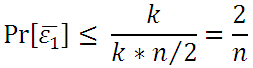 Pr[ε̅₁] ≤ k / (k * n/2) = 2/n